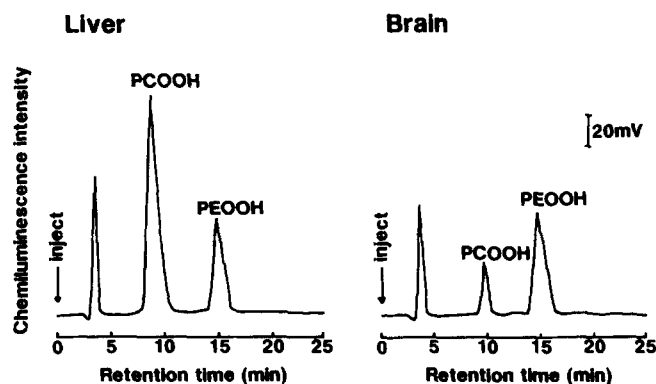 Liver
Brain
PCOOH
PEOOH
PCOOH
PEOOH
20mV
Chemiluminescence intensity
inject
inject
0 5 10 15 20 25
0 5 10 15 20 25
Retention time (min)
Retention time (min)